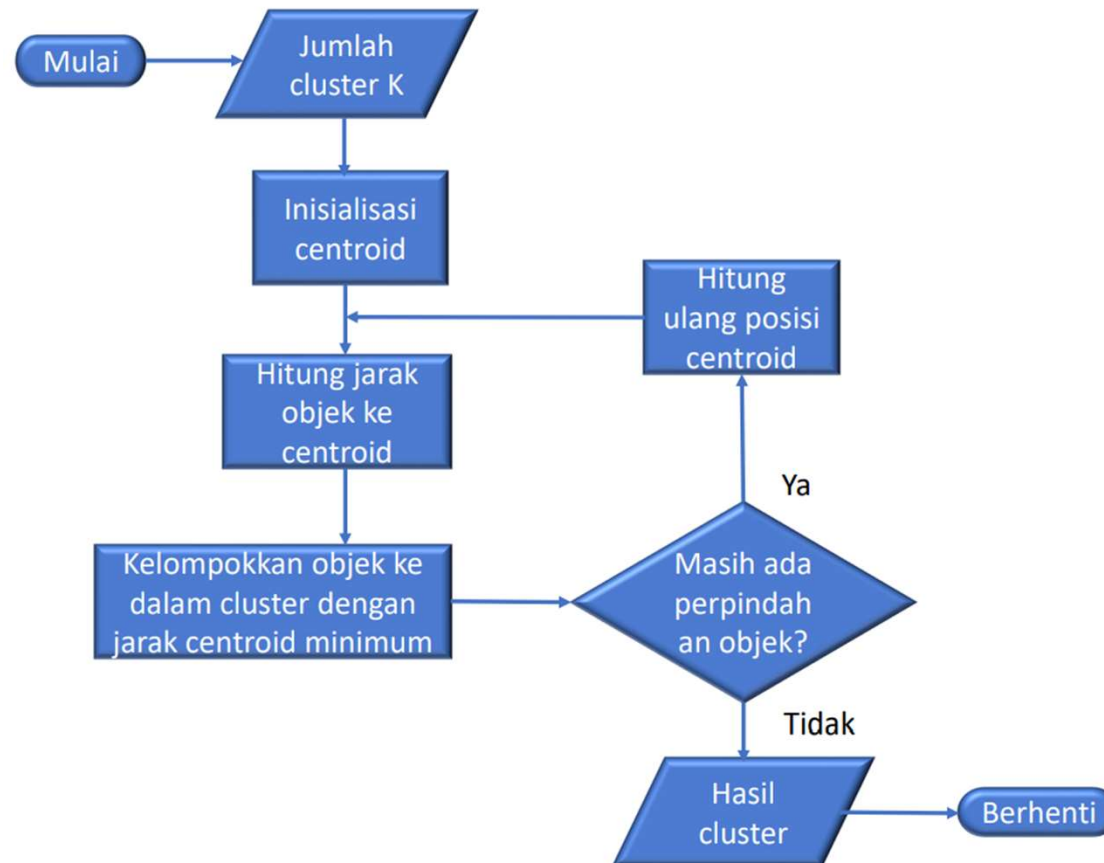 Mulai
Jumlah
cluster K
Inisialisasi
centroid
Hitung
ulang posisi
centroid
Hitung jarak
objek ke
centroid
Ya
Kelompokkan objek ke
dalam cluster dengan
jarak centroid minimum
Masih ada
perpindah
an objek?
Tidak
Hasil
cluster
Berhenti